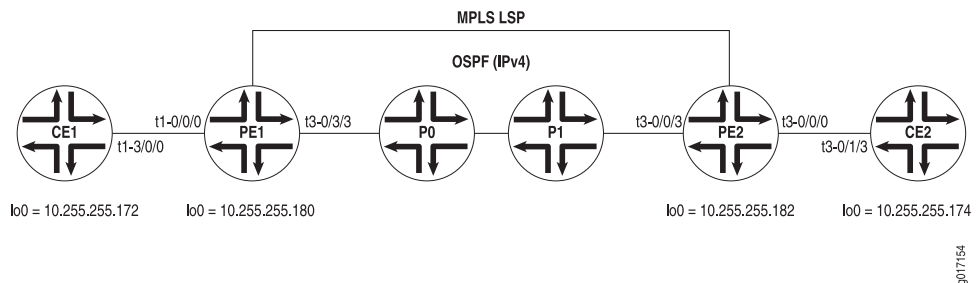 MPLS LSP
OSPF (IPv4)
CE1
t1-3/0/0
t1-0/0/0
PE1
t3-0/3/3
P0
P1
t3-0/0/3
PE2
t3-0/0/0
t3-0/1/3
CE2
lo0 = 10.255.255.172
lo0 = 10.255.255.180
lo0 = 10.255.255.182
lo0 = 10.255.255.174
g017154